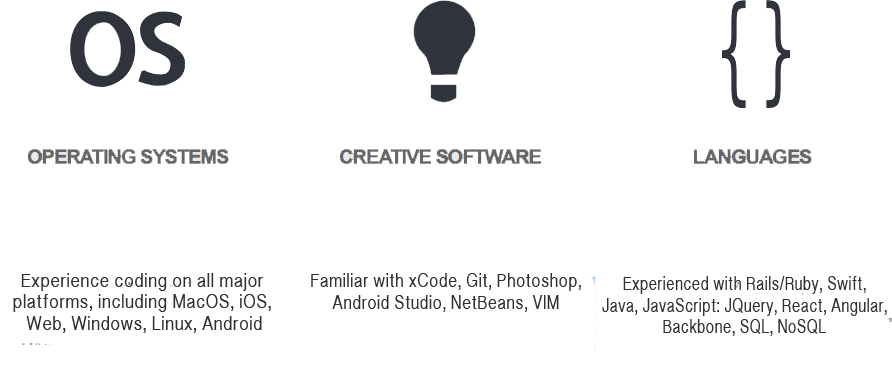 OS
{ }
OPERATING SYSTEMS
CREATIVE SOFTWARE
LANGUAGES
Experience coding on all major
platforms, including MacOS, iOS,
Web, Windows, Linux, Android
Familiar with xCode, Git, Photoshop,
Android Studio, NetBeans, VIM
Experienced with Rails/Ruby, Swift,
Java, JavaScript: JQuery, React, Angular,
Backbone, SQL, NoSQL